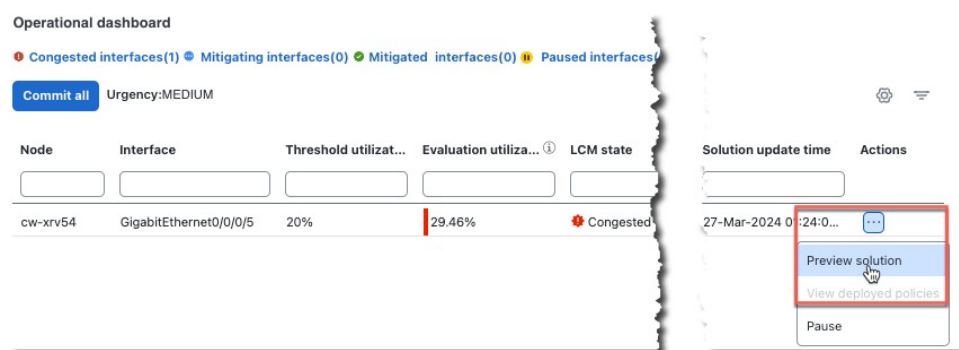 Operational dashboard
Congested interfaces(1) Mitigating interfaces(0) Mitigated interfaces(0) Paused interfaces(
Commit all Urgency:MEDIUM
Node Interface Threshold utilizat... Evaluation utiliza... LCM state Solution update time Actions
cw-xrv54 GigabitEthernet0/0/0/5 20% 29.46% Congested 27-Mar-2024 :24:0... ...
Preview solution
View deployed policies
Pause